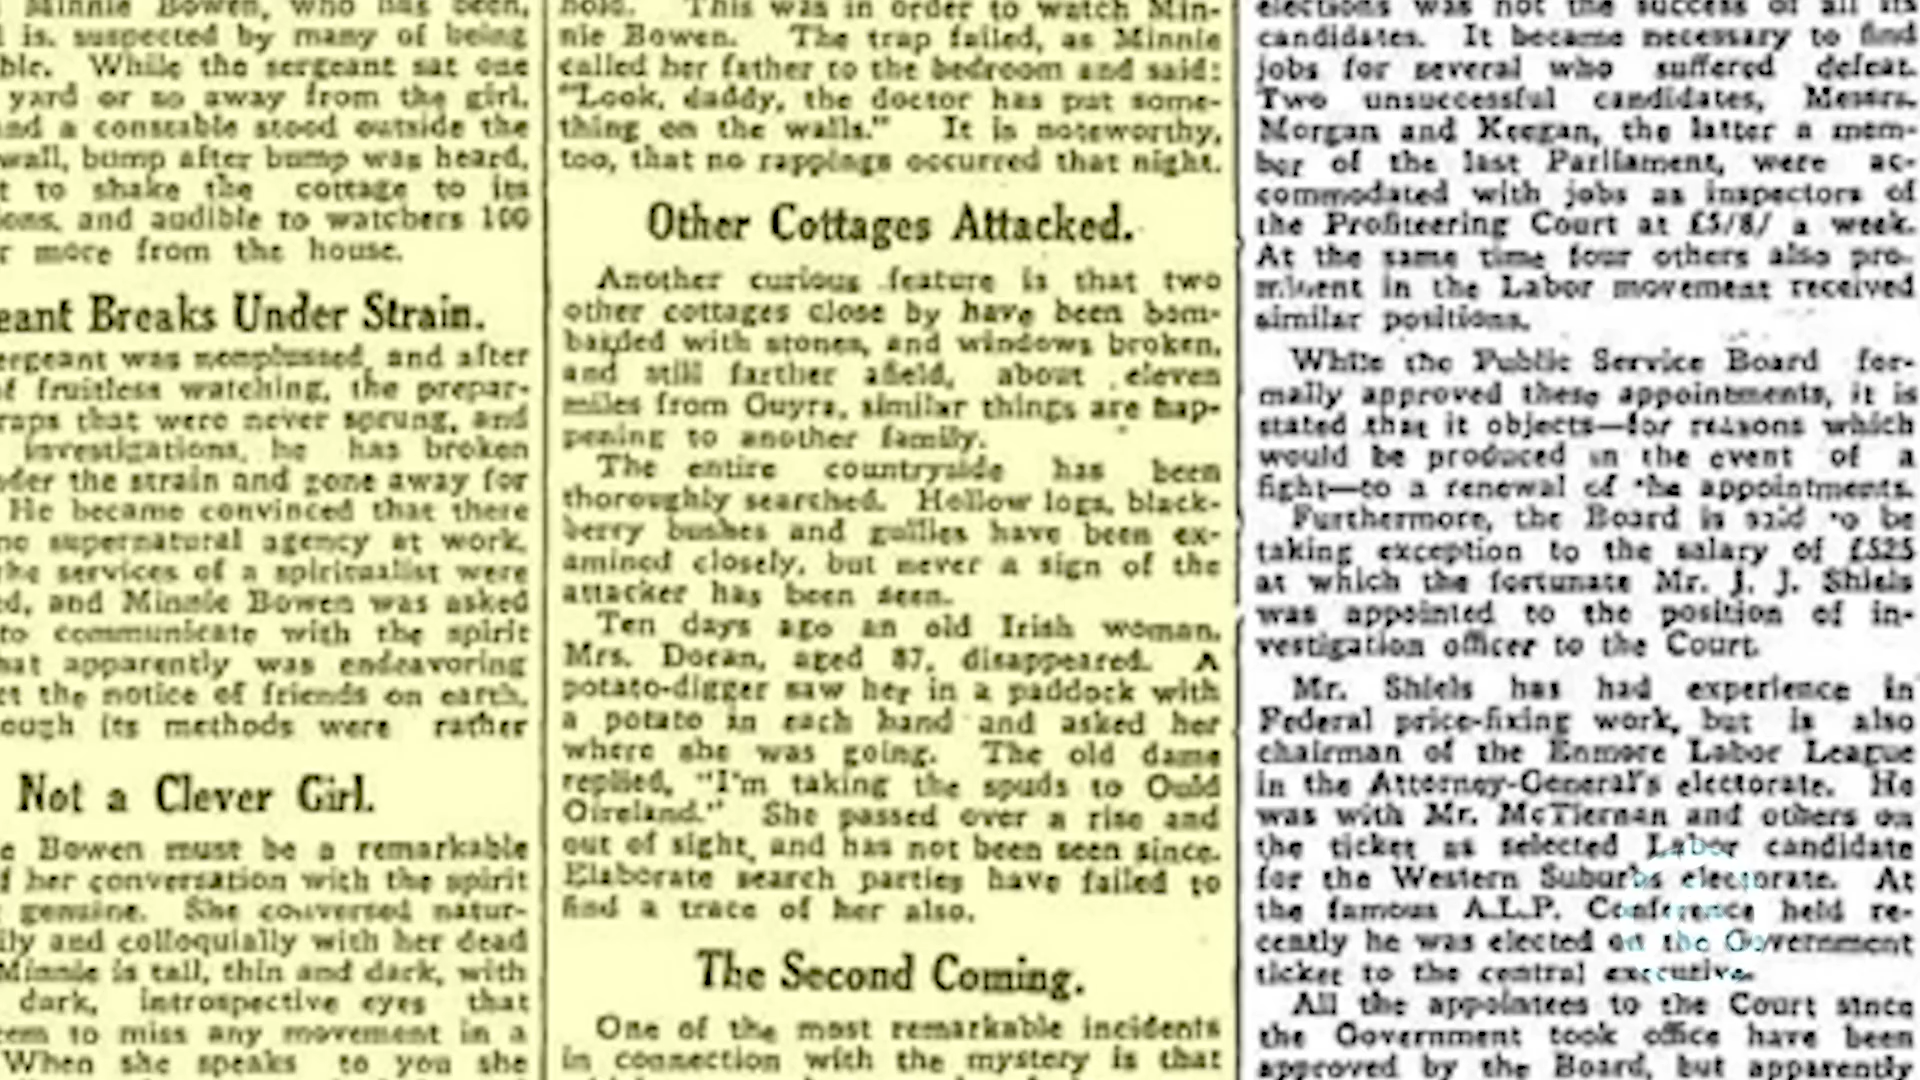 Minnie Bowen, who has been,
is, suspected by many of being
ble. While the sergeant sat one
yard or so away from the girl,
nd a constable stood outside the
wall, bump after bump was heard,
t to shake the cottage to its
ions, and audible to watchers 100
r more from the house.
eant Breaks Under Strain.
ergeant was nonplussed, and after
of fruitless watching, the prepar-
raps that were never sprung, and
investigations, he has broken
der the strain and gone away for
He became convinced that there
me supernatural agency at work,
he services of a spiritualist were
ed, and Minnie Bowen was asked
to communicate with the spirit
hat apparently was endeavoring
ct the notice of friends on earth,
ough its methods were rather
Not a Clever Girl.
e Bowen must be a remarkable
f her conversation with the spirit
genuine. She conversed natur-
ily and colloquially with her dead
Minnie is tall, thin and dark, with
dark, introspective eyes that
eem to miss any movement in a
When she speaks to you she
hold. This was in order to watch Min-
nie Bowen. The trap failed, as Minnie
called her father to the bedroom and said:
"Look, daddy, the doctor has put some-
thing on the walls." It is noteworthy,
too, that no rappings occurred that night.
Other Cottages Attacked.
Another curious feature is that two
other cottages close by have been bom-
barded with stones, and windows broken,
and still farther afield, about eleven
miles from Guyra, similar things are hap-
pening to another family.
The entire countryside has been
thoroughly searched. Hollow logs, black-
berry bushes and gullies have been ex-
amined closely, but never a sign of the
attacker has been seen.
Ten days ago an old Irish woman,
Mrs. Doran, aged 87, disappeared. A
potato-digger saw her in a paddock with
a potato in each hand and asked her
where she was going. The old dame
replied, "I'm taking the spuds to Ould
Oireland." She passed over a rise and
out of sight, and has not been seen since.
Elaborate search parties have failed to
find a trace of her also.
The Second Coming.
One of the most remarkable incidents
in connection with the mystery is that
elections was not the success of all its
candidates. It became necessary to find
jobs for several who suffered defeat.
Two unsuccessful candidates, Messrs.
Morgan and Keegan, the latter a mem-
ber of the last Parliament, were ac-
commodated with jobs as inspectors of
the Profiteering Court at £5/8/ a week.
At the same time four others also pro-
minent in the Labor movement received
similar positions.
While the Public Service Board for-
mally approved these appointments, it is
stated that it objects—for reasons which
would be produced in the event of a
fight—to a renewal of the appointments.
Furthermore, the Board is said to be
taking exception to the salary of £525
at which the fortunate Mr. J. J. Shiels
was appointed to the position of in-
vestigation officer to the Court.
Mr. Shiels has had experience in
Federal price-fixing work, but is also
chairman of the Enmore Labor League
in the Attorney-General's electorate. He
was with Mr. McTiernan and others on
the ticket as selected Labor candidate
for the Western Suburbs electorate. At
the famous A.L.P. Conference held re-
cently he was elected on the Government
ticket to the central executive.
All the appointees to the Court since
the Government took office have been
approved by the Board, but apparently